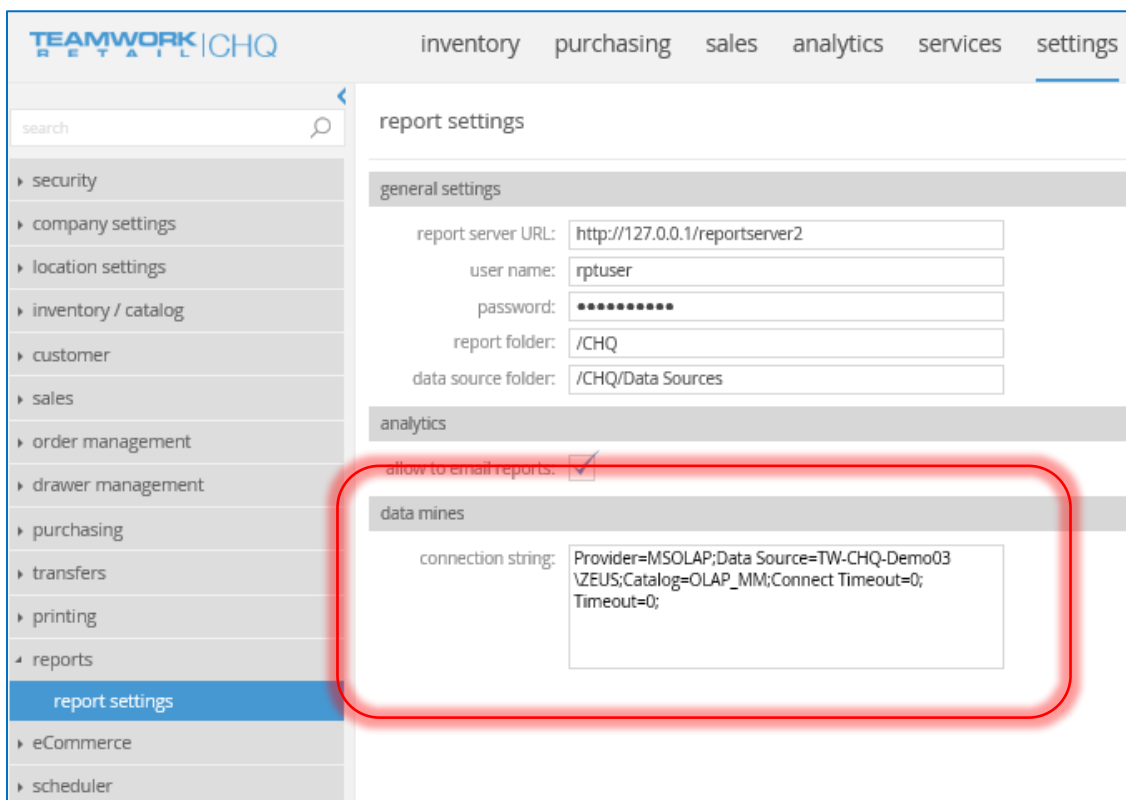 TEAMWORK
RETAIL | CHQ
inventory purchasing sales analytics services settings
search
security
company settings
location settings
inventory / catalog
customer
sales
order management
drawer management
purchasing
transfers
printing
reports
report settings
eCommerce
scheduler
report settings
general settings
report server URL: http://127.0.0.1/reportserver2
user name: rptuser
password: ••••••••••
report folder: /CHQ
data source folder: /CHQ/Data Sources
analytics
allow to email reports:
data mines
connection string: Provider=MSOLAP;Data Source=TW-CHQ-Demo03
\ZEUS;Catalog=OLAP_MM;Connect Timeout=0;
Timeout=0;